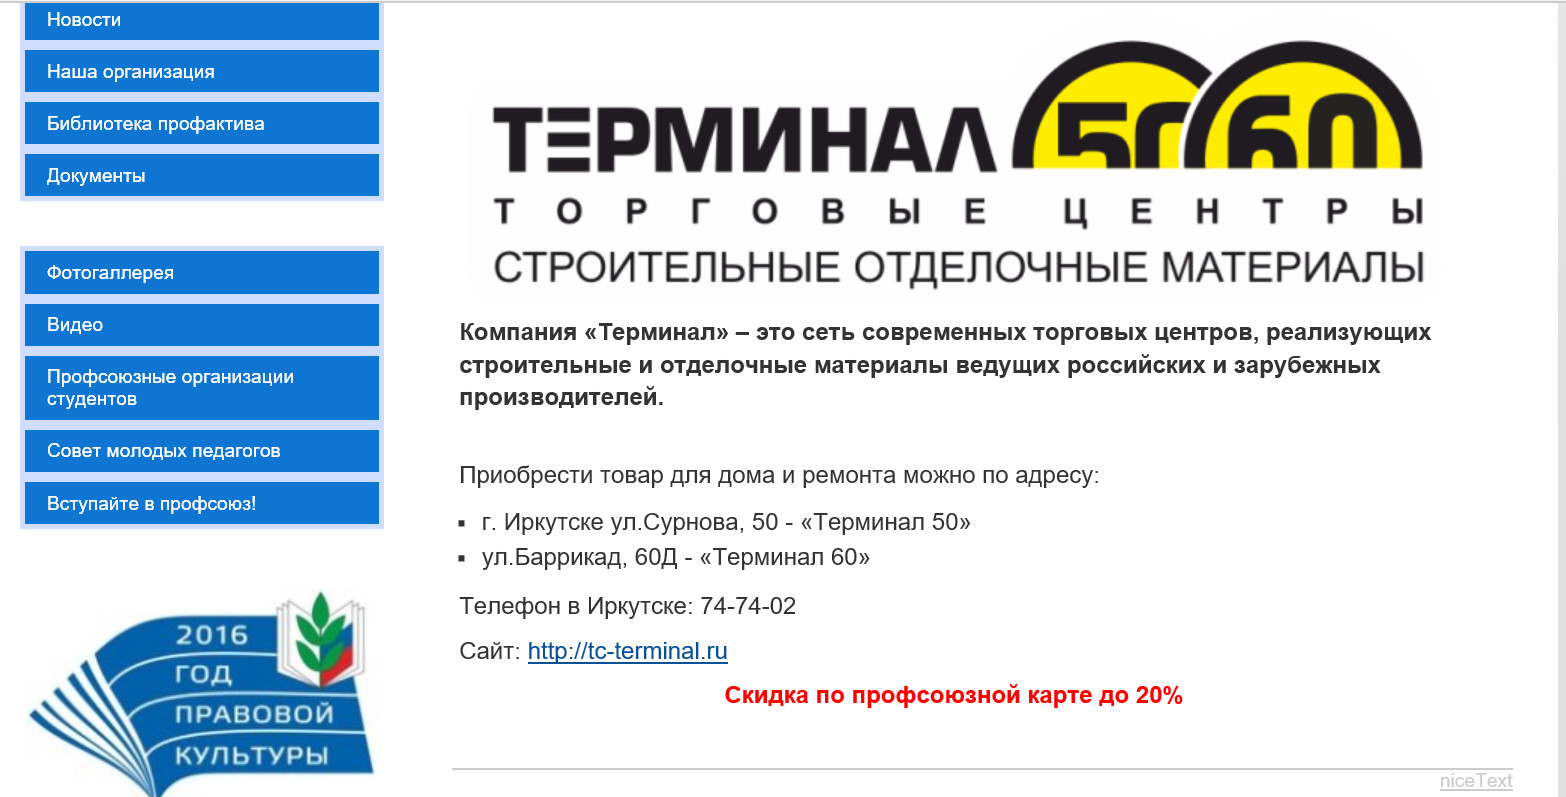 Новости
Наша организация
Библиотека профактива
Документы
Фотогаллерея
Видео
Профсоюзные организации
студентов
Совет молодых педагогов
Вступайте в профсоюз!
2016
ГОД
ПРАВОВОЙ
КУЛЬТУРЫ
ТЕРМИНАЛ 50 60
ТОРГОВЫЕ ЦЕНТРЫ
СТРОИТЕЛЬНЫЕ ОТДЕЛОЧНЫЕ МАТЕРИАЛЫ
Компания «Терминал» – это сеть современных торговых центров, реализующих
строительные и отделочные материалы ведущих российских и зарубежных
производителей.
Приобрести товар для дома и ремонта можно по адресу:
▪ г. Иркутске ул.Сурнова, 50 - «Терминал 50»
▪ ул.Баррикад, 60Д - «Терминал 60»
Телефон в Иркутске: 74-74-02
Сайт: http://tc-terminal.ru
Скидка по профсоюзной карте до 20%
niceText